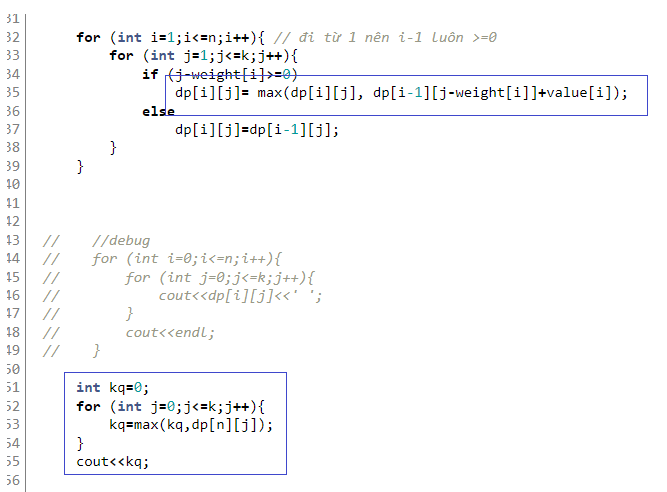 31
32 for (int i=1;i<=n;i++){ // đi từ 1 nên i-1 luôn >=0
33 for (int j=1;j<=k;j++){
34 if (j-weight[i]>=0)
35 dp[i][j]= max(dp[i][j], dp[i-1][j-weight[i]]+value[i]);
36 else
37 dp[i][j]=dp[i-1][j];
38 }
39 }
40
41
42
43 // //debug
44 // for (int i=0;i<=n;i++){
45 // for (int j=0;j<=k;j++){
46 // cout<<dp[i][j]<<' ';
47 // }
48 // cout<<endl;
49 // }
50
51 int kq=0;
52 for (int j=0;j<=k;j++){
53 kq=max(kq,dp[n][j]);
54 }
55 cout<<kq;
56